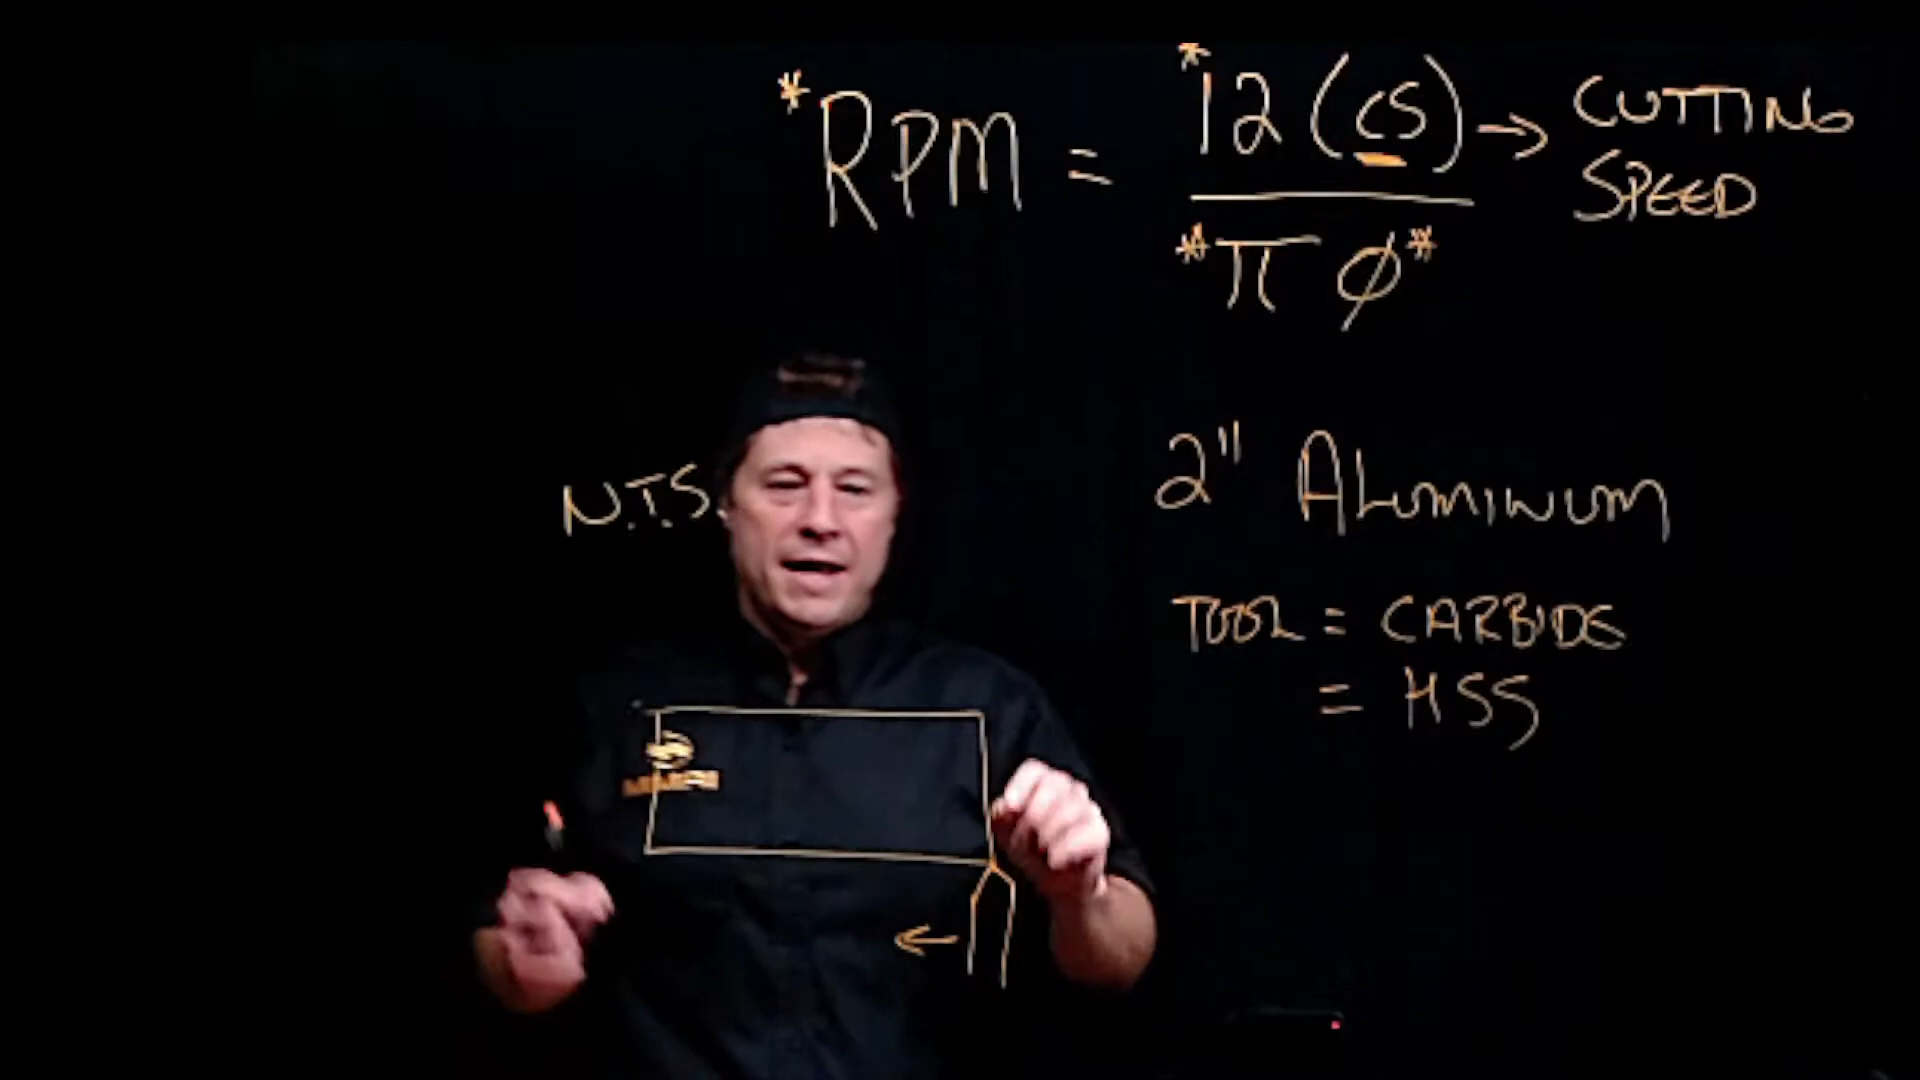 *RPM = *12 (CS) → CUTTING SPEED
*π ϕ*
N.T.S.
2" ALUMINUM
TOOL = CARBIDE
= HSS